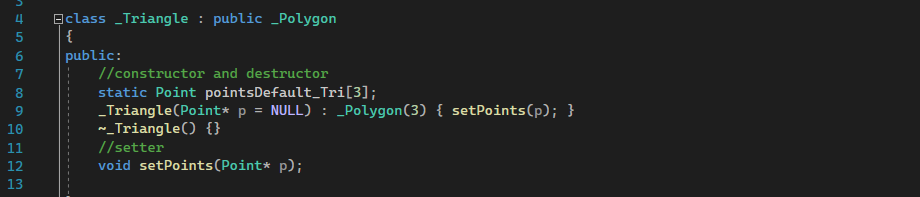 3
4 class _Triangle : public _Polygon
5 {
6 public:
7 //constructor and destructor
8 static Point pointsDefault_Tri[3];
9 _Triangle(Point* p = NULL) : _Polygon(3) { setPoints(p); }
10 ~_Triangle() {}
11 //setter
12 void setPoints(Point* p);
13